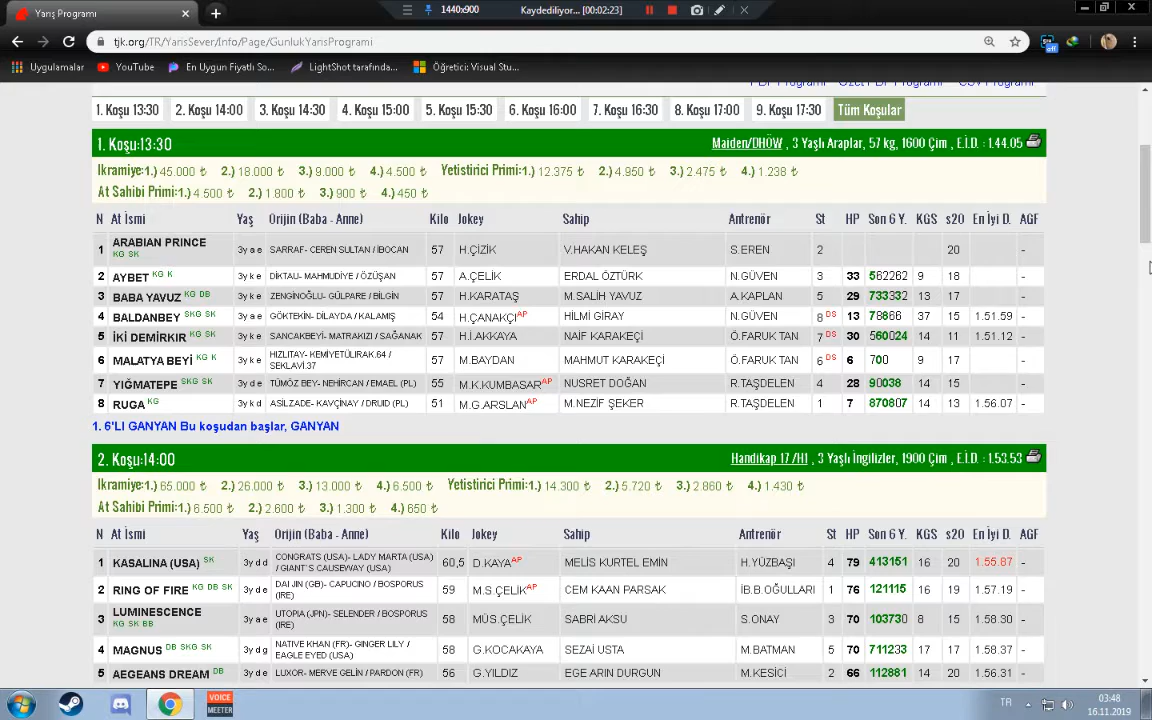 Yarış Programı
1440x900 Kaydediliyor... [00:02:23]
tjk.org/TR/YarisSever/Info/Page/GunlukYarisProgrami
Uygulamalar YouTube En Uygun Fiyatlı So... LightShot tarafında... Öğretici: Visual Stu...
1. Koşu 13:30 2. Koşu 14:00 3. Koşu 14:30 4. Koşu 15:00 5. Koşu 15:30 6. Koşu 16:00 7. Koşu 16:30 8. Koşu 17:00 9. Koşu 17:30 Tüm Koşular
1. Koşu:13:30 Maiden/DHÖW , 3 Yaşlı Araplar, 57 kg, 1600 Çim , E.İ.D. : 1.44.05
İkramiye:1.) 45.000 ₺ 2.) 18.000 ₺ 3.) 9.000 ₺ 4.) 4.500 ₺ Yetistirici Primi:1.) 12.375 ₺ 2.) 4.950 ₺ 3.) 2.475 ₺ 4.) 1.238 ₺
At Sahibi Primi:1.) 4.500 ₺ 2.) 1.800 ₺ 3.) 900 ₺ 4.) 450 ₺
N At İsmi Yaş Orijin (Baba - Anne) Kilo Jokey Sahip Antrenör St HP Son 6 Y. KGS s20 En İyi D. AGF
1 ARABIAN PRINCE KG SK 3y a e SARRAF- CEREN SULTAN / İBOCAN 57 H.ÇİZİK V.HAKAN KELEŞ S.EREN 2 20 -
2 AYBET KG K 3y k e DİKTAU- MAHMUDİYE / ÖZÜŞAN 57 A.ÇELİK ERDAL ÖZTÜRK N.GÜVEN 3 33 562262 9 18 -
3 BABA YAVUZ KG DB 3y k e ZENGİNOĞLU- GÜLPARE / BİLGİN 57 H.KARATAŞ M.SALİH YAVUZ A.KAPLAN 5 29 733332 13 17 -
4 BALDANBEY SKG SK 3y a e GÖKTEKİN- DİLAYDA / KALAMIŞ 54 H.ÇANAKÇI AP HİLMİ GİRAY N.GÜVEN 8 DS 13 78866 37 15 1.51.59 -
5 İKİ DEMİRKIR KG SK 3y k e SANCAKBEYİ- MATRAKIZI / SAĞANAK 57 H.İ.AKKAYA NAİF KARAKEÇİ Ö.FARUK TAN 7 DS 30 560024 14 11 1.51.12 -
6 MALATYA BEYİ KG K 3y k e HIZLITAY- KEMİYETÜLIRAK.64 / SEKLAVİ.37 57 M.BAYDAN MAHMUT KARAKEÇİ Ö.FARUK TAN 6 DS 6 700 9 17 -
7 YIĞMATEPE SKG SK 3y d e TÜMÖZ BEY- NEHİRCAN / EMAEL (PL) 55 M.K.KUMBASAR AP NUSRET DOĞAN R.TAŞDELEN 4 28 90038 14 15 -
8 RUGA KG 3y k d ASİLZADE- KAVÇİNAY / DRUID (PL) 51 M.G.ARSLAN AP M.NEZİF ŞEKER R.TAŞDELEN 1 7 870807 14 13 1.56.07 -
1. 6'LI GANYAN Bu koşudan başlar, GANYAN
2. Koşu:14:00 Handikap 17 /H1 , 3 Yaşlı İngilizler, 1900 Çim , E.İ.D. : 1.53.53
İkramiye:1.) 65.000 ₺ 2.) 26.000 ₺ 3.) 13.000 ₺ 4.) 6.500 ₺ Yetistirici Primi:1.) 14.300 ₺ 2.) 5.720 ₺ 3.) 2.860 ₺ 4.) 1.430 ₺
At Sahibi Primi:1.) 6.500 ₺ 2.) 2.600 ₺ 3.) 1.300 ₺ 4.) 650 ₺
N At İsmi Yaş Orijin (Baba - Anne) Kilo Jokey Sahip Antrenör St HP Son 6 Y. KGS s20 En İyi D. AGF
1 KASALINA (USA) SK 3y d d CONGRATS (USA)- LADY MARTA (USA) / GIANT`S CAUSEWAY (USA) 60,5 D.KAYA AP MELİS KURTEL EMİN H.YÜZBAŞI 4 79 413151 16 20 1.55.87 -
2 RING OF FIRE KG DB SK 3y d e DAI JIN (GB)- CAPUCINO / BOSPORUS (IRE) 59 M.S.ÇELİK AP CEM KAAN PARSAK İB.B.OĞULLARI 1 76 121115 16 19 1.57.19 -
3 LUMINESCENCE KG SK BB 3y a e UTOPIA (JPN)- SELENDER / BOSPORUS (IRE) 58 MÜS.ÇELİK SABRİ AKSU S.ONAY 3 70 103730 8 15 1.58.30 -
4 MAGNUS DB SKG SK 3y d g NATIVE KHAN (FR)- GINGER LILY / EAGLE EYED (USA) 58 G.KOCAKAYA SEZAİ USTA M.BATMAN 5 70 711233 17 17 1.58.37 -
5 AEGEANS DREAM DB 3y d e LUXOR- MERVE GELİN / PARDON (FR) 56 G.YILDIZ EGE ARIN DURGUN M.KESİCİ 2 66 112881 14 20 1.56.31 -
VOICE MEETER
TR 03:48
16.11.2019